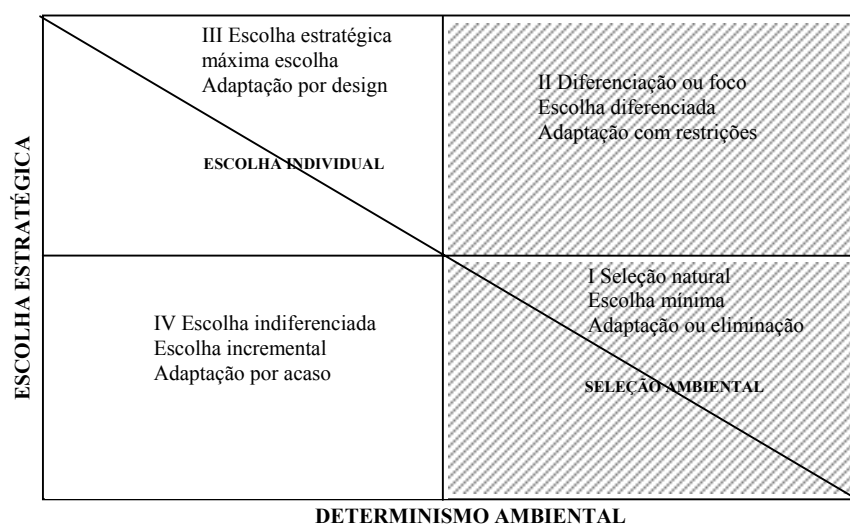 III Escolha estratégica
máxima escolha
Adaptação por design
ESCOLHA INDIVIDUAL
II Diferenciação ou foco
Escolha diferenciada
Adaptação com restrições
IV Escolha indiferenciada
Escolha incremental
Adaptação por acaso
I Seleção natural
Escolha mínima
Adaptação ou eliminação
SELEÇÃO AMBIENTAL
ESCOLHA ESTRATÉGICA
DETERMINISMO AMBIENTAL